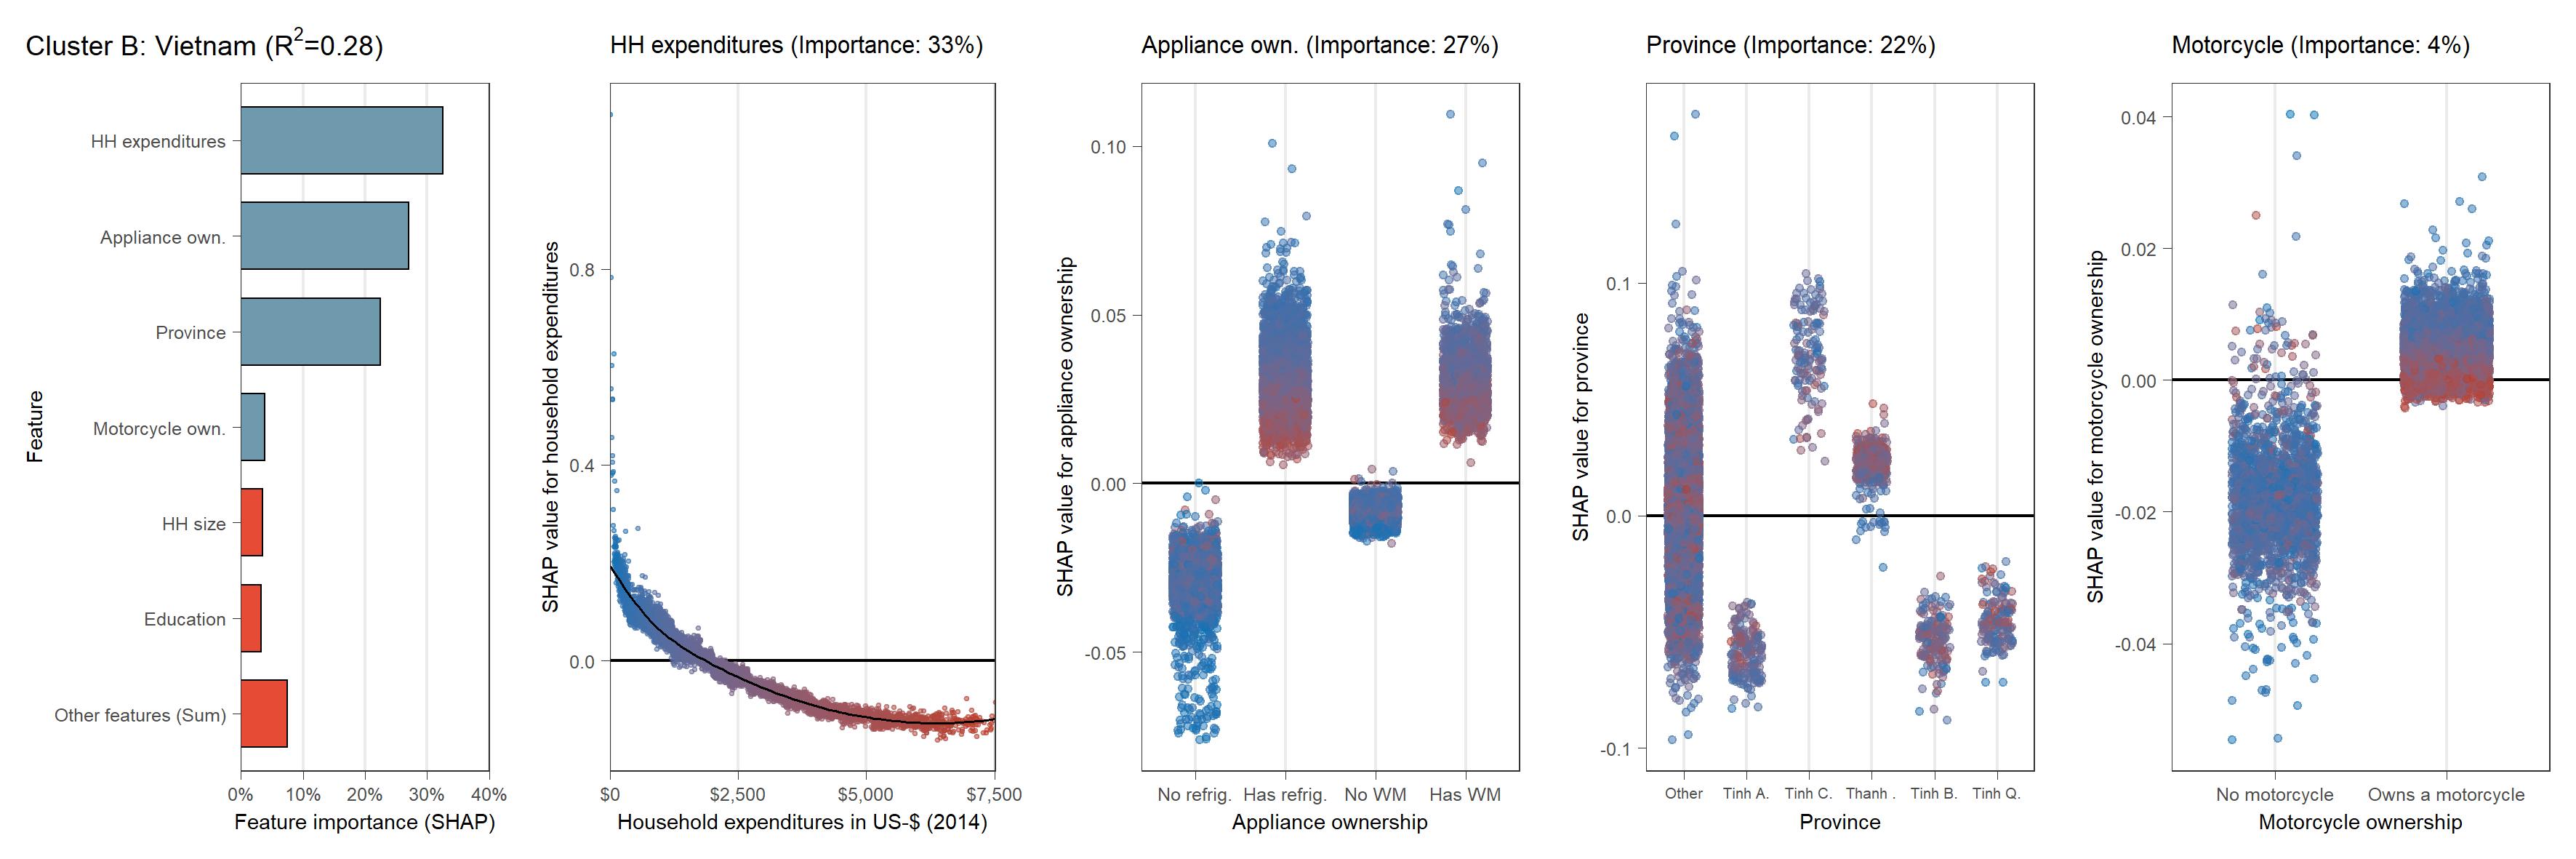 Cluster B: Vietnam (R²=0.28)
HH expenditures (Importance: 33%)
Appliance own. (Importance: 27%)
Province (Importance: 22%)
Motorcycle (Importance: 4%)
Feature
HH expenditures
Appliance own.
Province
Motorcycle own.
HH size
Education
Other features (Sum)
0% 10% 20% 30% 40%
Feature importance (SHAP)
SHAP value for household expenditures
0.8
0.4
0.0
$0 $2,500 $5,000 $7,500
Household expenditures in US-$ (2014)
SHAP value for appliance ownership
0.10
0.05
0.00
-0.05
No refrig. Has refrig. No WM Has WM
Appliance ownership
SHAP value for province
0.1
0.0
-0.1
Other Tinh A. Tinh C. Thanh . Tinh B. Tinh Q.
Province
SHAP value for motorcycle ownership
0.04
0.02
0.00
-0.02
-0.04
No motorcycle Owns a motorcycle
Motorcycle ownership